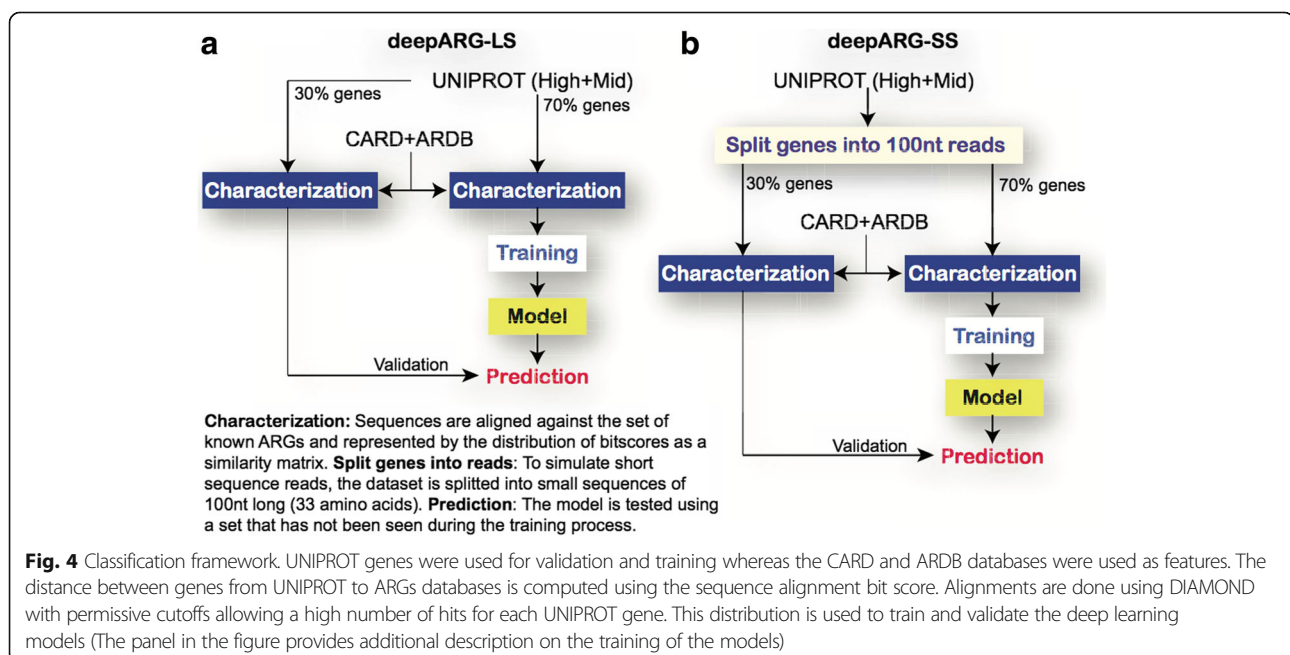 a
deepARG-LS
UNIPROT (High+Mid)
30% genes
70% genes
CARD+ARDB
Characterization
Characterization
Training
Model
Validation
Prediction
Characterization: Sequences are aligned against the set of
known ARGs and represented by the distribution of bitscores as a
similarity matrix. Split genes into reads: To simulate short
sequence reads, the dataset is splitted into small sequences of
100nt long (33 amino acids). Prediction: The model is tested using
a set that has not been seen during the training process.
b
deepARG-SS
UNIPROT (High+Mid)
Split genes into 100nt reads
30% genes
70% genes
CARD+ARDB
Characterization
Characterization
Training
Model
Validation
Prediction
Fig. 4 Classification framework. UNIPROT genes were used for validation and training whereas the CARD and ARDB databases were used as features. The
distance between genes from UNIPROT to ARGs databases is computed using the sequence alignment bit score. Alignments are done using DIAMOND
with permissive cutoffs allowing a high number of hits for each UNIPROT gene. This distribution is used to train and validate the deep learning
models (The panel in the figure provides additional description on the training of the models)